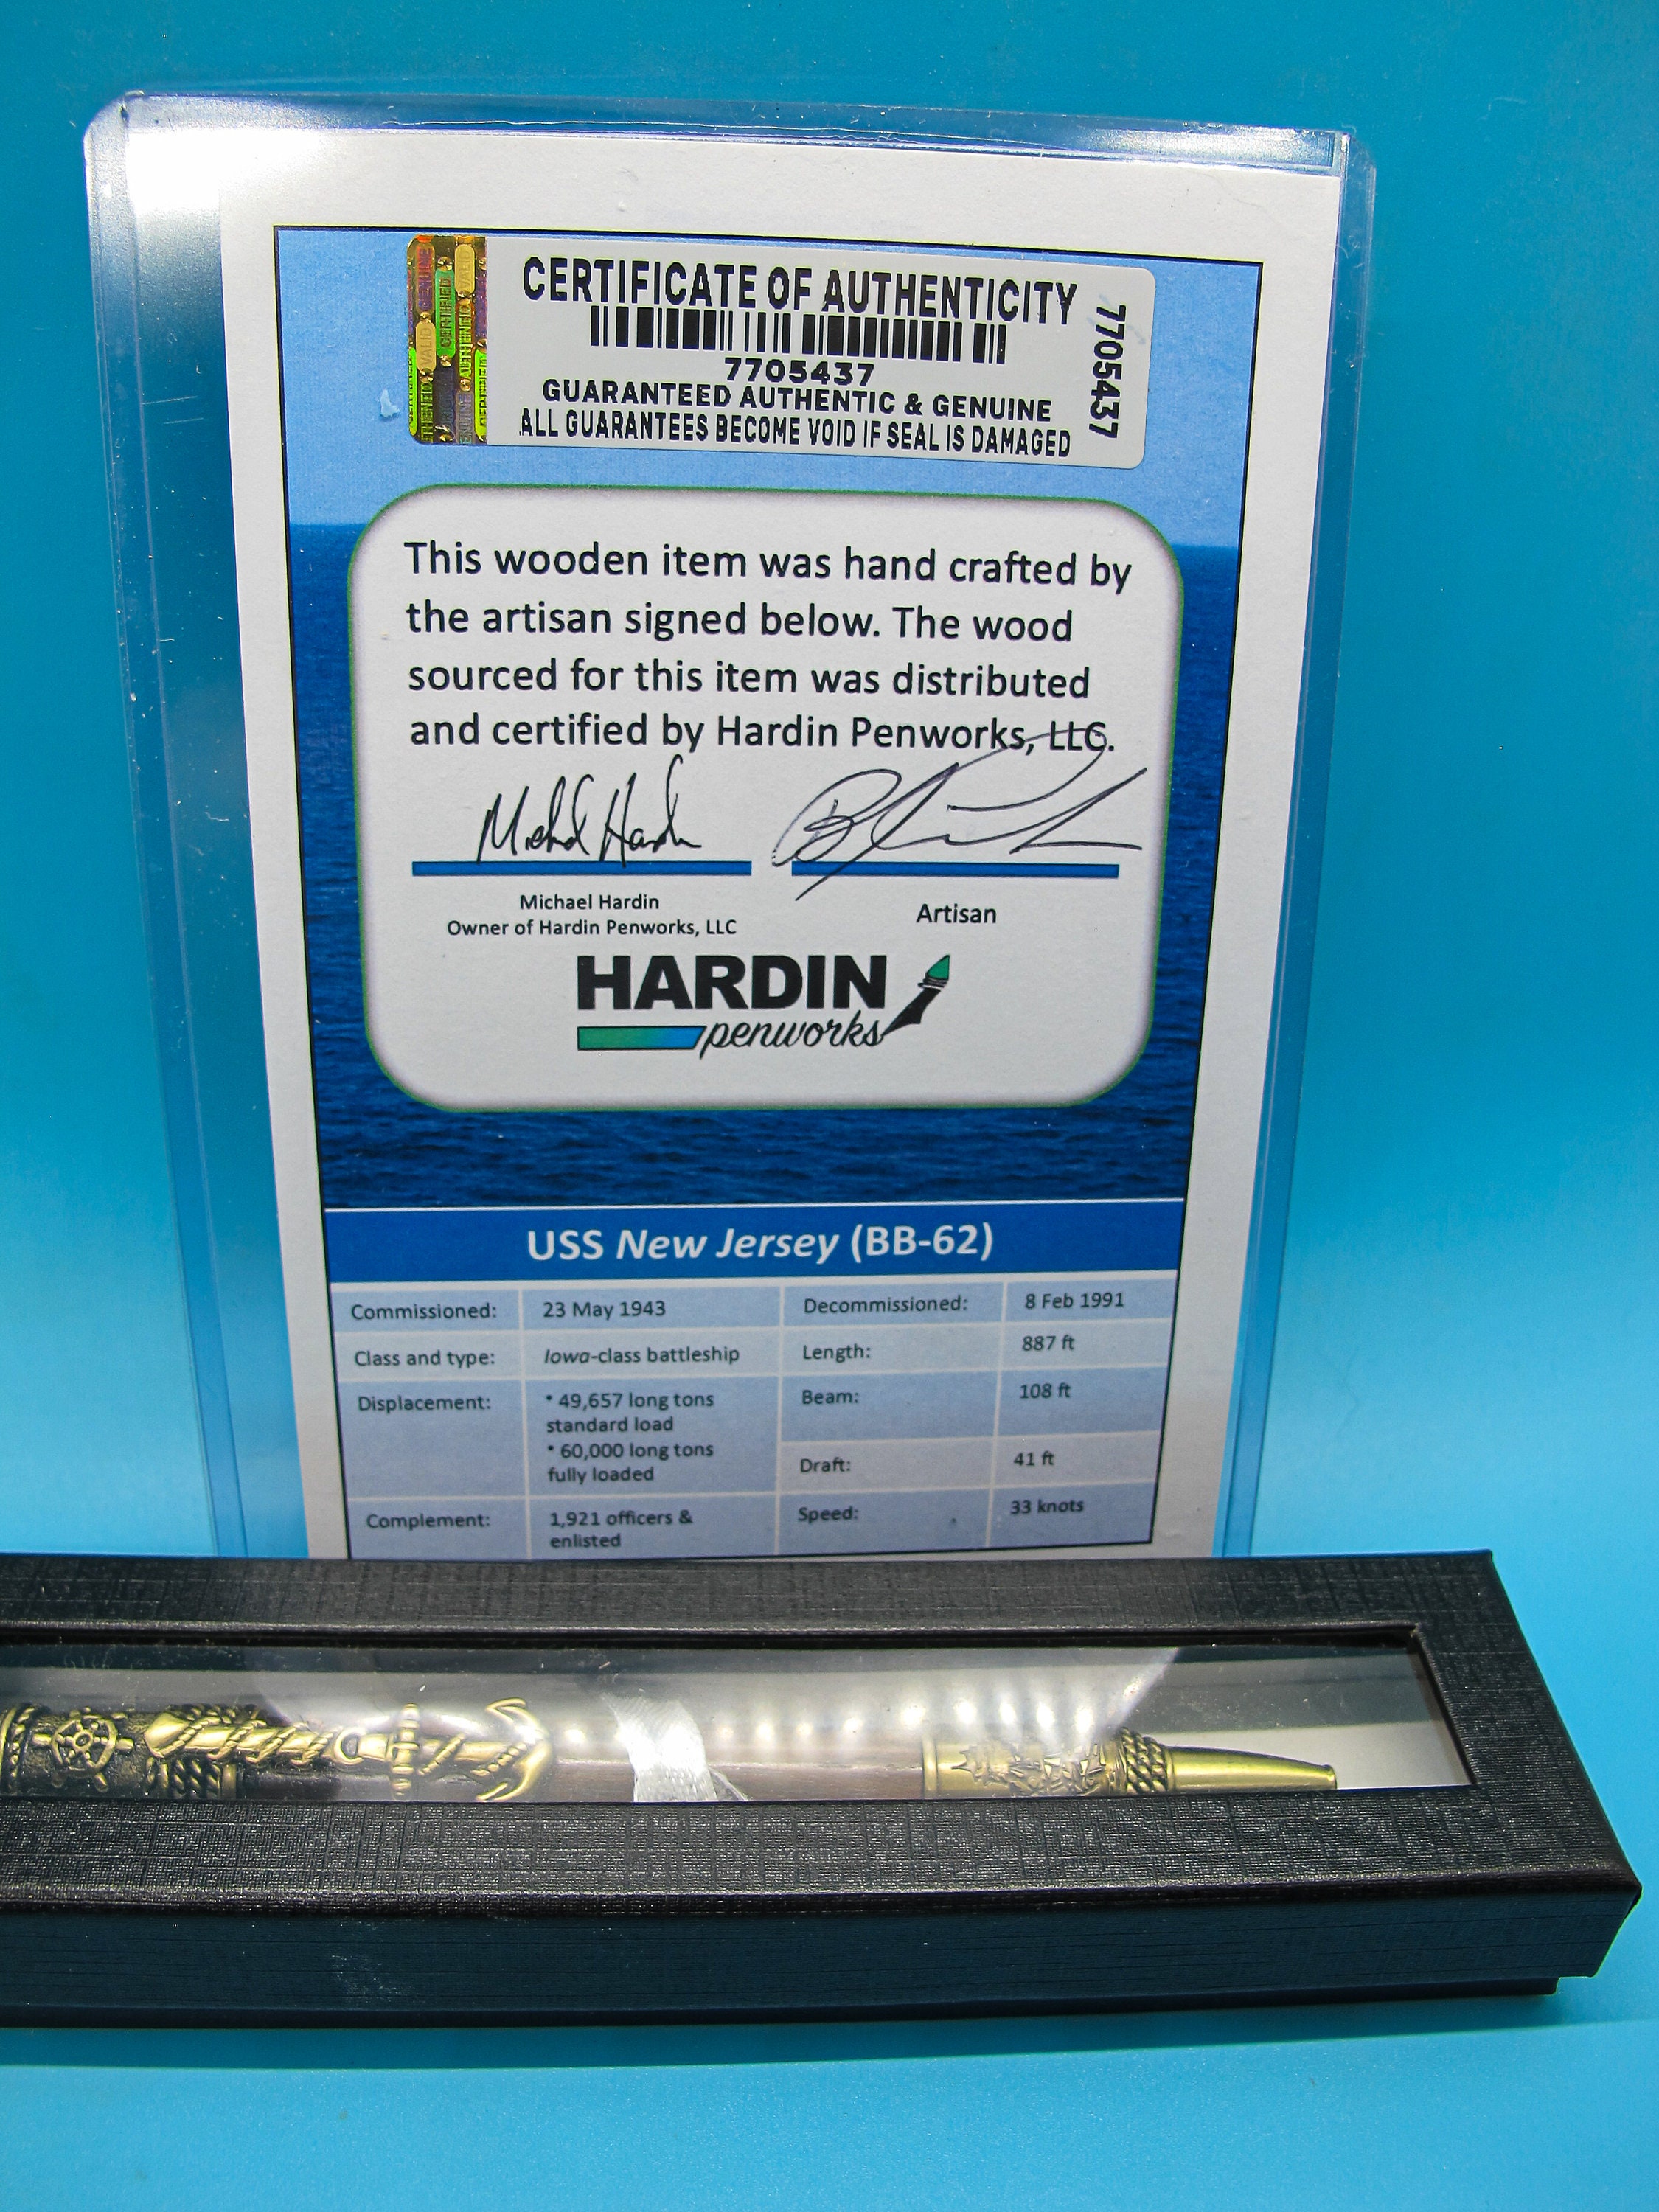 CERTIFICATE OF AUTHENTICITY
7705437
7705437
GUARANTEED AUTHENTIC & GENUINE
ALL GUARANTEES BECOME VOID IF SEAL IS DAMAGED
VALID GENUINE
CERTIFIED
AUTHENTIC VALID
This wooden item was hand crafted by
the artisan signed below. The wood
sourced for this item was distributed
and certified by Hardin Penworks, LLC.
Michael Hardin
Michael Hardin
Owner of Hardin Penworks, LLC
Artisan
HARDIN
penworks
USS New Jersey (BB-62)
Commissioned: 23 May 1943 Decommissioned: 8 Feb 1991
Class and type: Iowa-class battleship Length: 887 ft
Displacement: • 49,657 long tons Beam: 108 ft
standard load
• 60,000 long tons Draft: 41 ft
fully loaded
Complement: 1,921 officers & Speed: 33 knots
enlisted